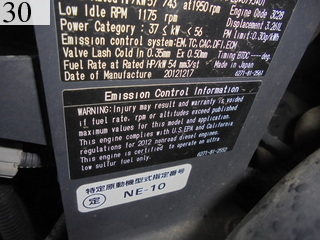 30
Low Idle RPM 1175 rpm
Power Category : 37 ≤ kW < 56
Emission control system: EM, TC, CAC, DFI, ECM
Valve Lash Cold In 0.35mm Ex 0.50mm
Fuel Rate at Rated HP/kW 54 mm3/st
Date of Manufacture 20121217
Engine Code 3028
Displacement 3.26L
FM(0.30g/kWh)
Made in Japan
6271-81-2541
Emission Control Information
WARNING: Injury may result and warranty is voided
if fuel rate, rpm or altitudes exceed published
maximum values for this model and application.
This engine complies with U.S.EPA and California
regulations for 2012 nonroad diesel engines.
This engine is certified to operate on ultra
low sulfur fuel only.
特定原動機型式指定番号
定 NE-10